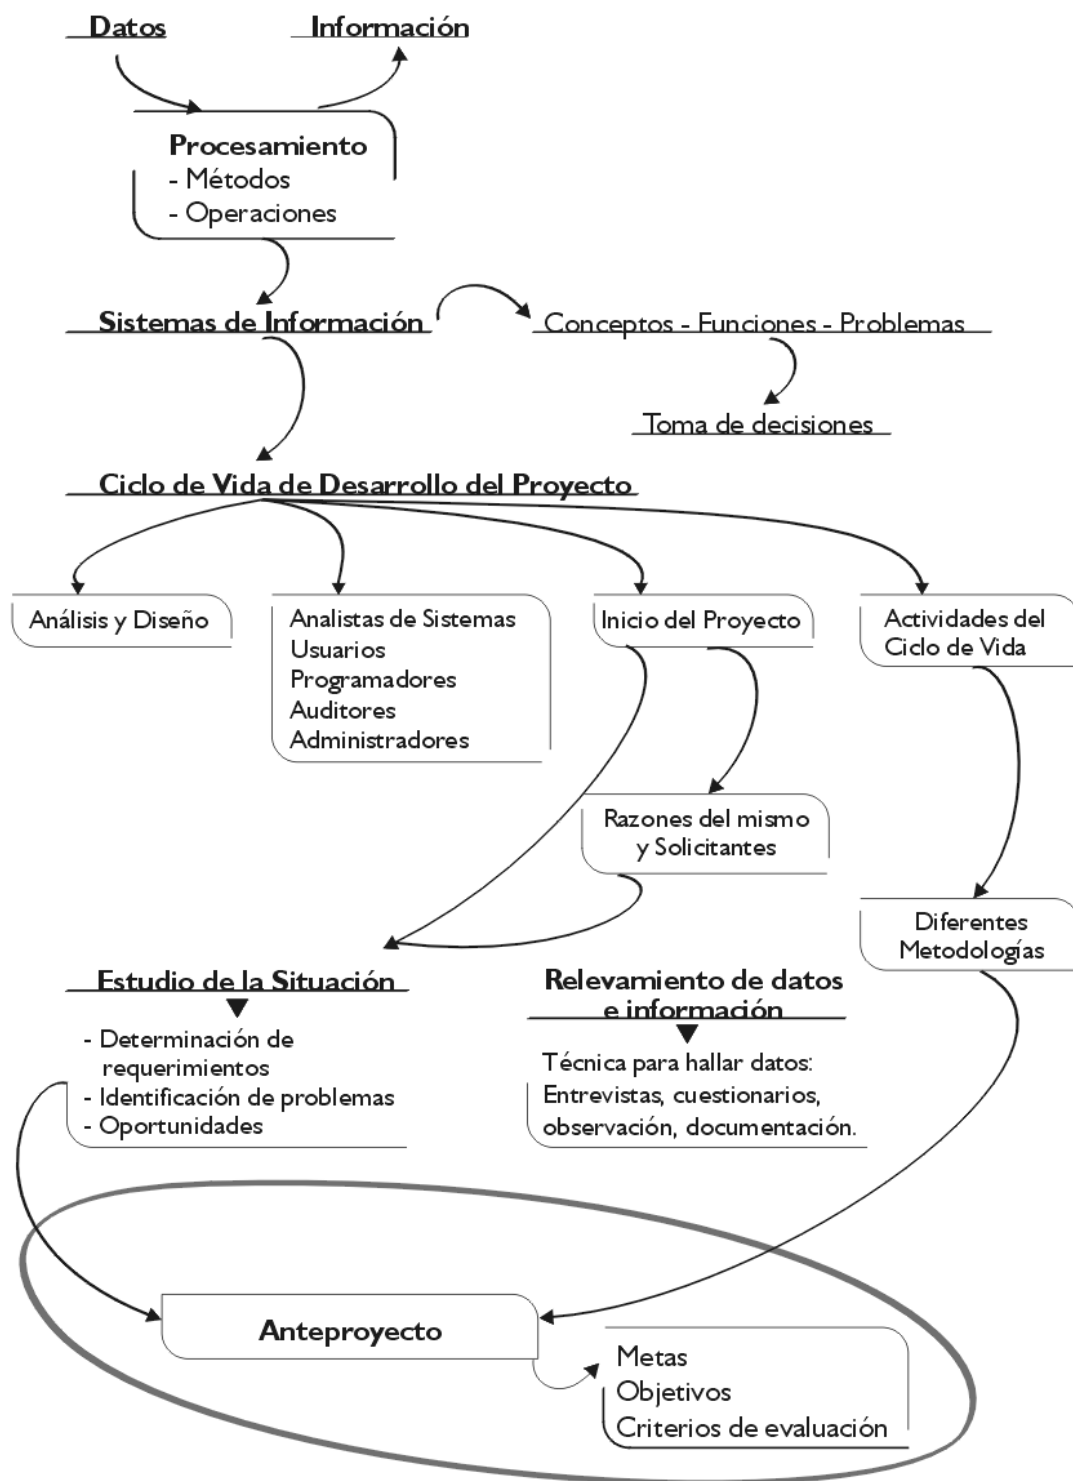 Datos
Información
Procesamiento
- Métodos
- Operaciones
Sistemas de Información
Conceptos - Funciones - Problemas
Toma de decisiones
Ciclo de Vida de Desarrollo del Proyecto
Análisis y Diseño
Analistas de Sistemas
Usuarios
Programadores
Auditores
Administradores
Inicio del Proyecto
Actividades del
Ciclo de Vida
Razones del mismo
y Solicitantes
Diferentes
Metodologías
Estudio de la Situación
- Determinación de
requerimientos
- Identificación de problemas
- Oportunidades
Relevamiento de datos
e información
Técnica para hallar datos:
Entrevistas, cuestionarios,
observación, documentación.
Anteproyecto
Metas
Objetivos
Criterios de evaluación